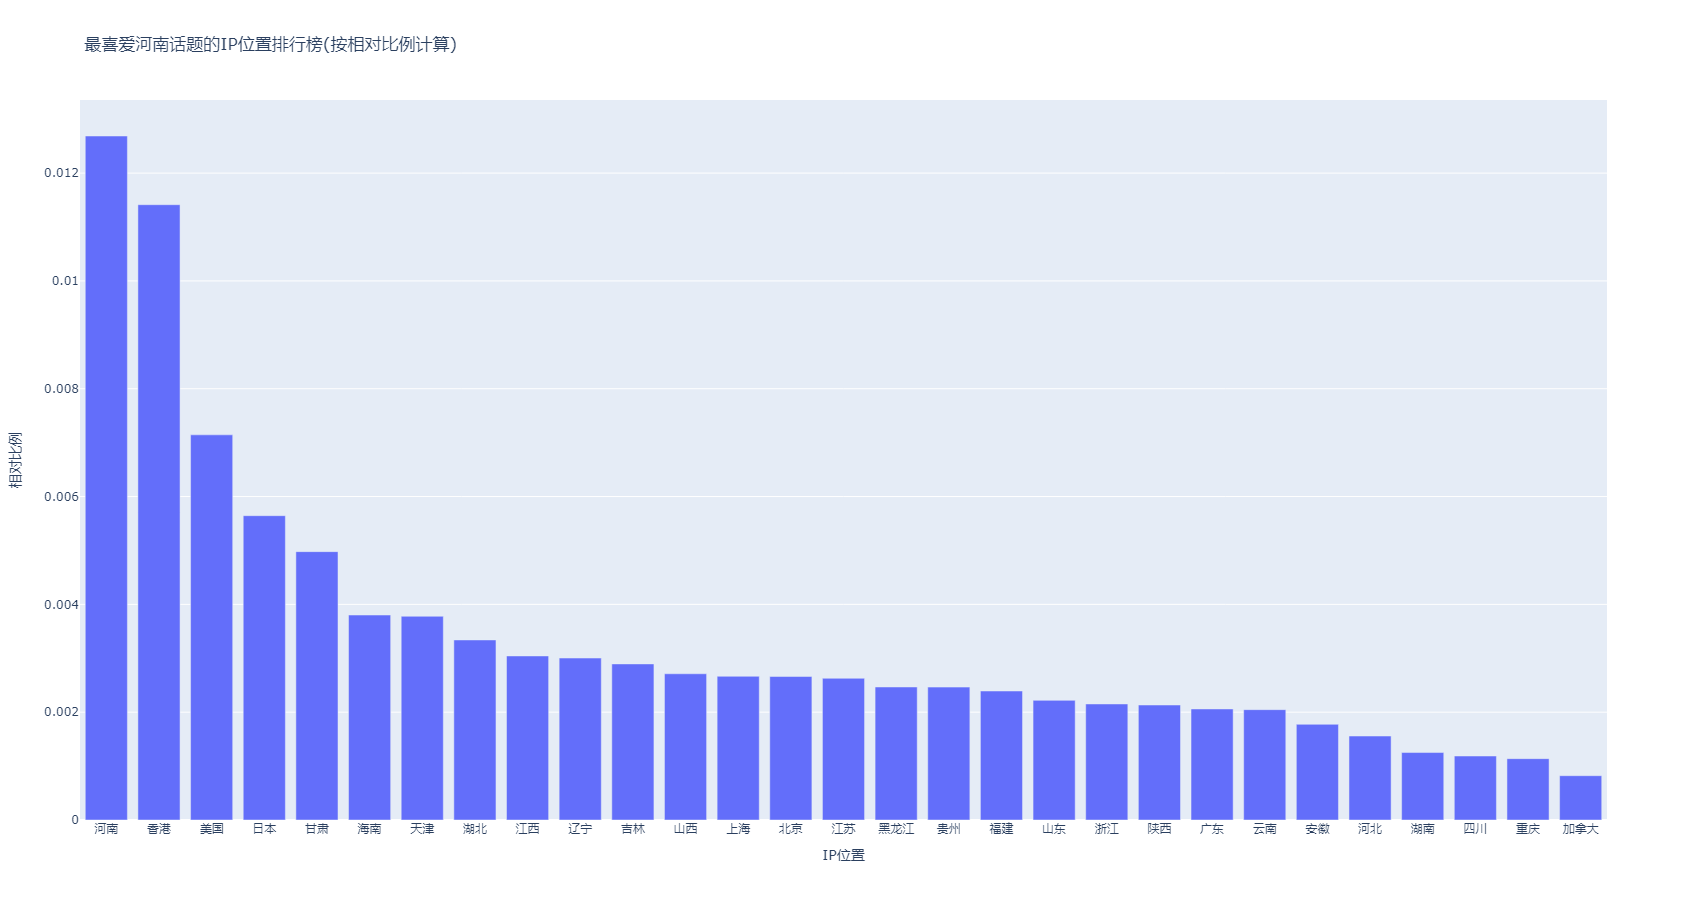 最喜爱河南话题的IP位置排行榜(按相对比例计算)
相对比例
0.012
0.01
0.008
0.006
0.004
0.002
0
河南 香港 美国 日本 甘肃 海南 天津 湖北 江西 辽宁 吉林 山西 上海 北京 江苏 黑龙江 贵州 福建 山东 浙江 陕西 广东 云南 安徽 河北 湖南 四川 重庆 加拿大
IP位置